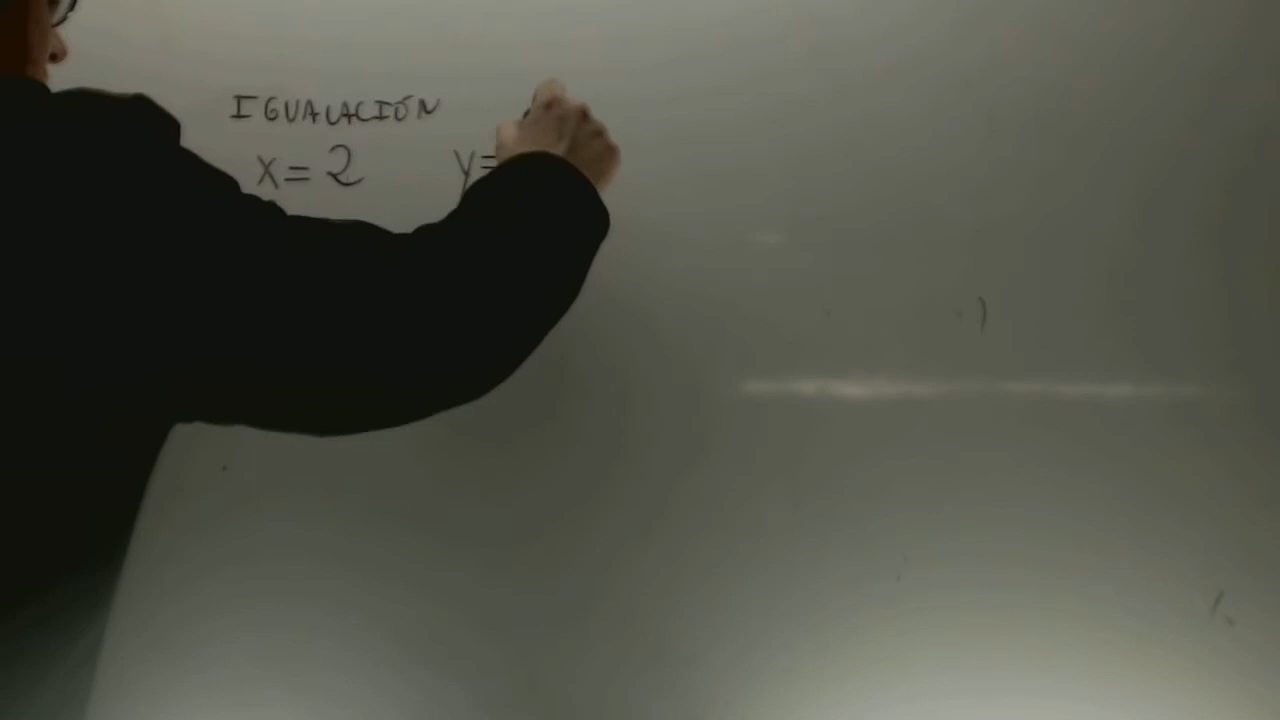 IGUALACIÓN
x = 2 y =